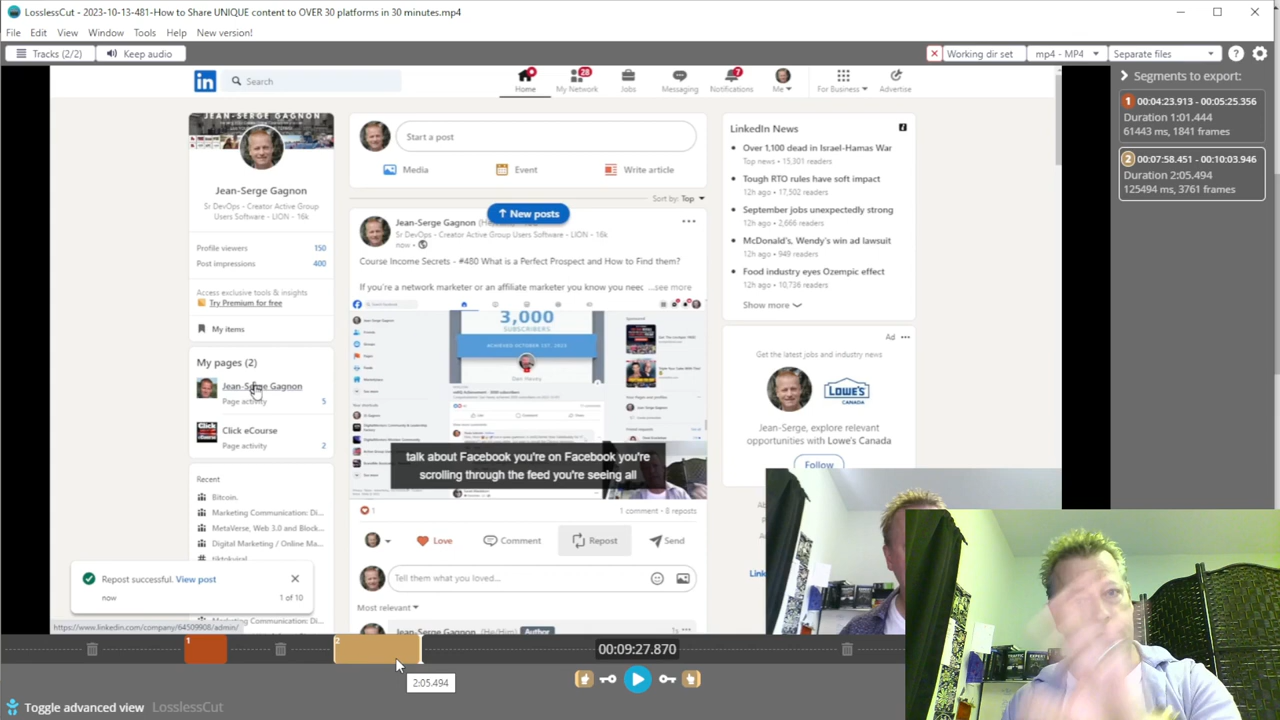 LosslessCut - 2023-10-13-481-How to Share UNIQUE content to OVER 30 platforms in 30 minutes.mp4
File Edit View Window Tools Help New version!
Tracks (2/2) Keep audio Working dir set mp4 - MP4 Separate files
Segments to export:
1 00:04:23.913 - 00:05:25.356
Duration 1:01.444
61443 ms, 1841 frames
2 00:07:58.451 - 00:10:03.946
Duration 2:05.494
125494 ms, 3761 frames
in Search
Home My Network 28 Jobs Messaging Notifications 7 Me For Business Advertise
JEAN-SERGE GAGNON
Jean-Serge Gagnon
Sr DevOps - Creator Active Group
Users Software - LION - 16k
Profile viewers 150
Post impressions 400
Access exclusive tools & insights
Try Premium for free
My items
My pages (2)
Jean-Serge Gagnon
Page activity 5
Click eCourse
Page activity 2
Recent
Bitcoin.
Marketing Communication: Di...
MetaVerse, Web 3.0 and Block...
Digital Marketing / Online Ma...
Marketing Communication: Di...
Start a post
Media Event Write article
Sort by: Top
New posts
Jean-Serge Gagnon
Sr DevOps - Creator Active Group Users Software - LION - 16k
now
Course Income Secrets - #480 What is a Perfect Prospect and How to Find them?
If you're a network marketer or an affiliate marketer you know you need ...see more
3,000
SUBSCRIBERS
talk about Facebook you're on Facebook you're
scrolling through the feed you're seeing all
1 1 comment - 8 reposts
Love Comment Repost Send
Tell them what you loved...
Most relevant
Jean-Serge Gagnon (He/Him) Author
LinkedIn News
Over 1,100 dead in Israel-Hamas War
Top news • 15,301 readers
Tough RTO rules have soft impact
12h ago • 17,502 readers
September jobs unexpectedly strong
12h ago • 2,666 readers
McDonald's, Wendy's win ad lawsuit
12h ago • 949 readers
Food industry eyes Ozempic effect
12h ago • 10,736 readers
Show more
Ad
Get the latest jobs and industry news
LOWE'S
CANADA
Jean-Serge, explore relevant
opportunities with Lowe's Canada
Follow
Repost successful. View post
now 1 of 10
https://www.linkedin.com/company/64509908/admin/
1 2 00:09:27.870
2:05.494
Toggle advanced view LosslessCut